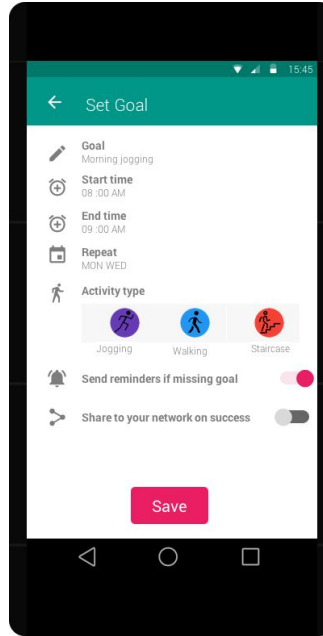 15:45
Set Goal
Goal
Morning jogging
Start time
08 :00 AM
End time
09 :00 AM
Repeat
MON WED
Activity type
Jogging Walking Staircase
Send reminders if missing goal
Share to your network on success
Save